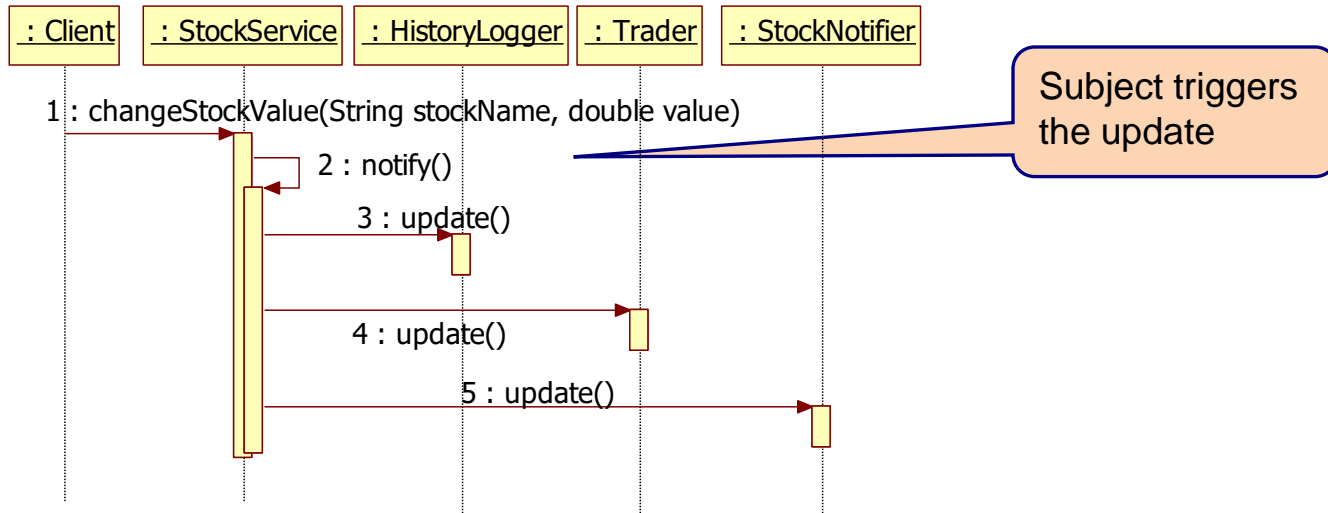 : Client
: StockService
: HistoryLogger
: Trader
: StockNotifier
Subject triggers
the update
1 : changeStockValue(String stockName, double value)
2 : notify()
3 : update()
4 : update()
5 : update()